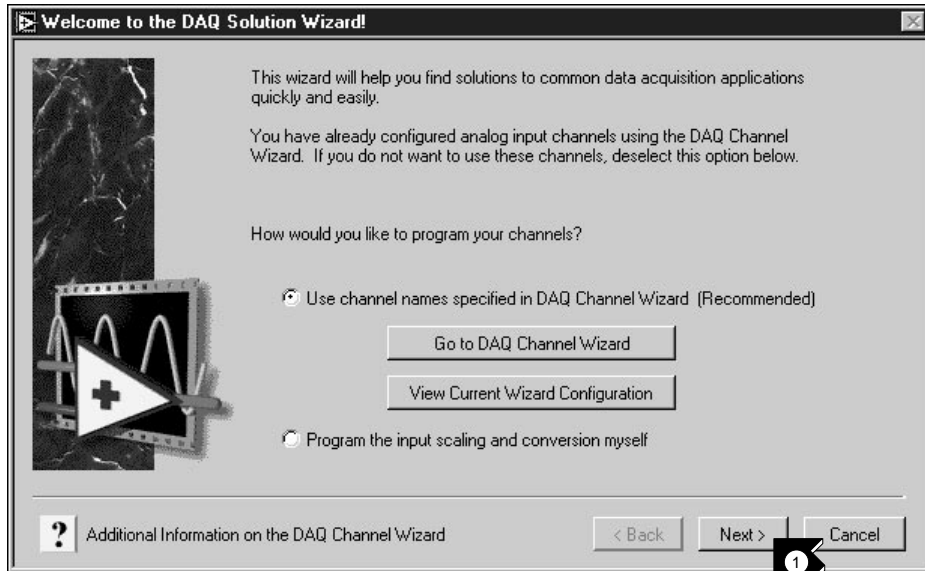 Welcome to the DAQ Solution Wizard!
This wizard will help you find solutions to common data acquisition applications
quickly and easily.
You have already configured analog input channels using the DAQ Channel
Wizard. If you do not want to use these channels, deselect this option below.
How would you like to program your channels?
Use channel names specified in DAQ Channel Wizard (Recommended)
Go to DAQ Channel Wizard
View Current Wizard Configuration
Program the input scaling and conversion myself
? Additional Information on the DAQ Channel Wizard
< Back
Next >
Cancel
1